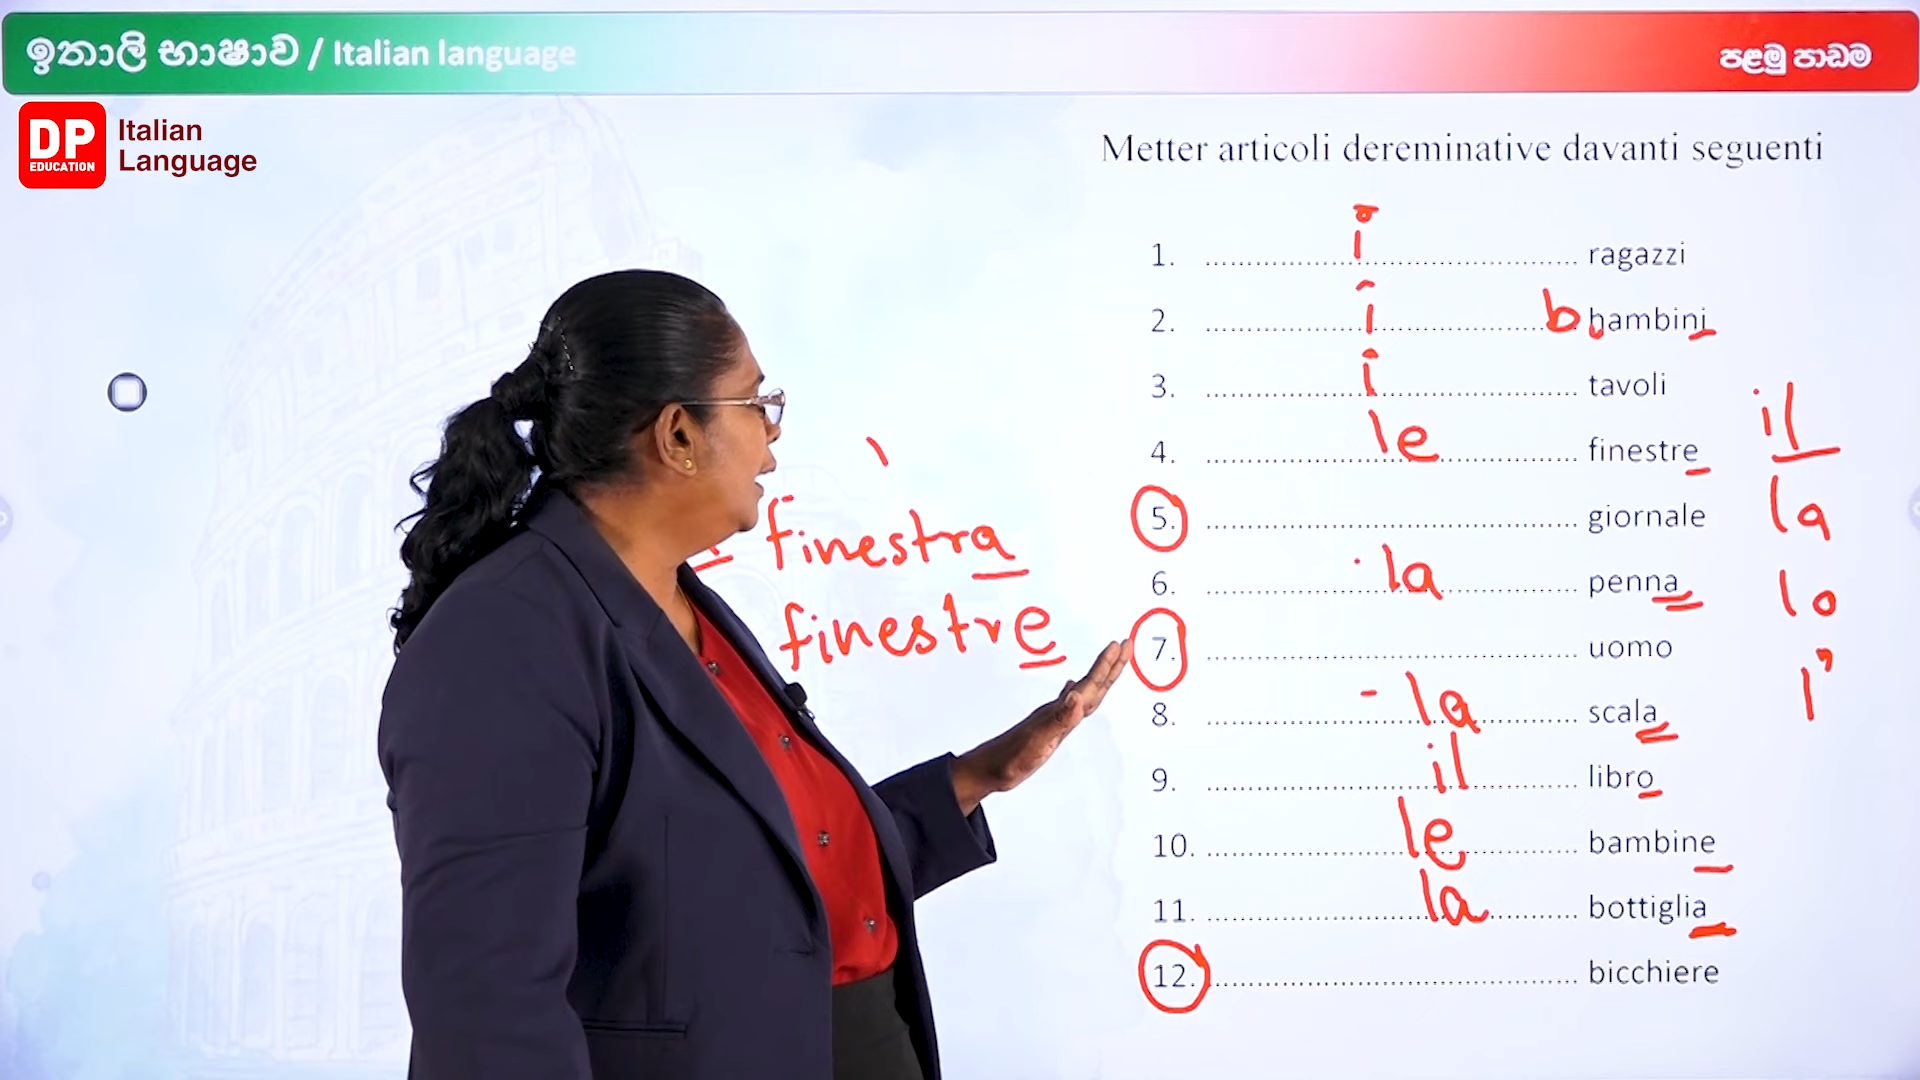 ඉතාලි භාෂාව / Italian language
පළමු පාඩම
DP EDUCATION
Italian
Language
Metter articoli dereminative davanti seguenti
1. i ragazzi
2. i b hambini
3. i tavoli
4. le finestre
5. giornale
6. la penna
7. uomo
8. la scala
9. il libro
10. le bambine
11. la bottiglia
12. bicchiere
il
la
lo
l'
finestra
finestre